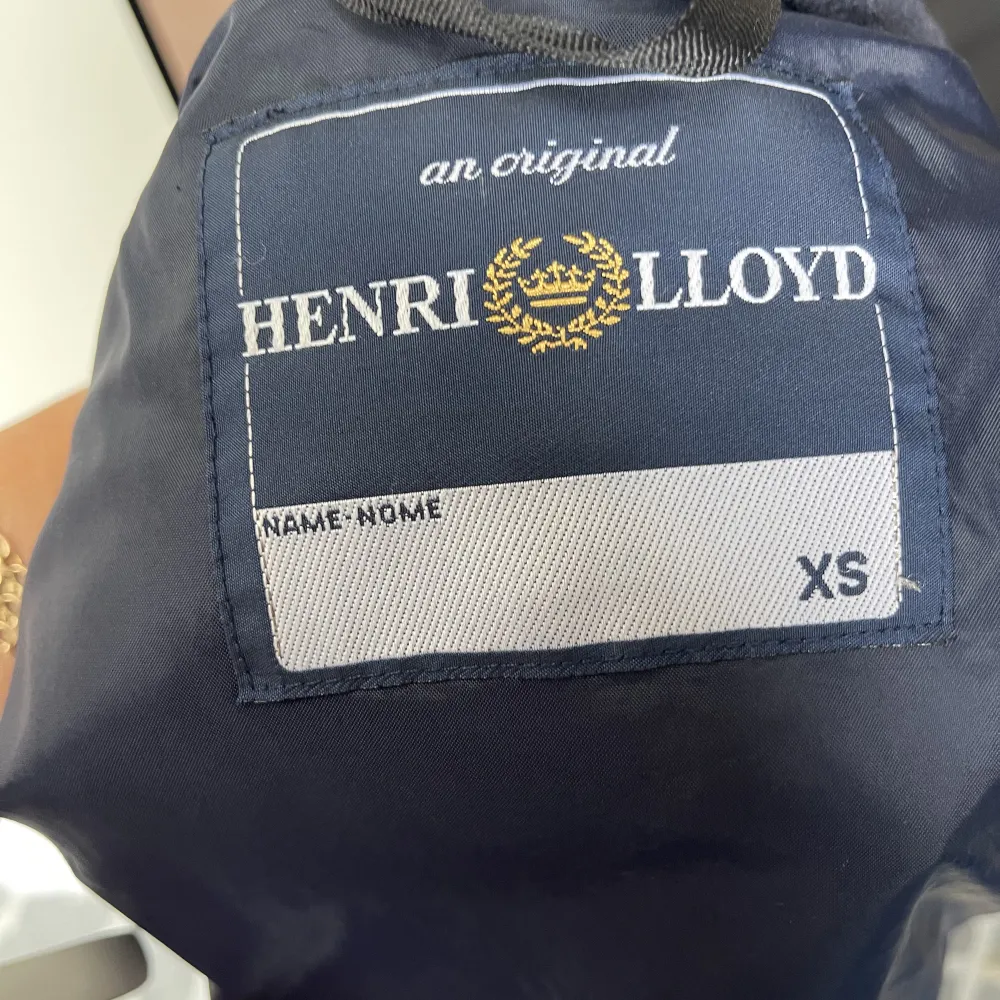 an original
HENRI LLOYD
NAME-NOME
XS